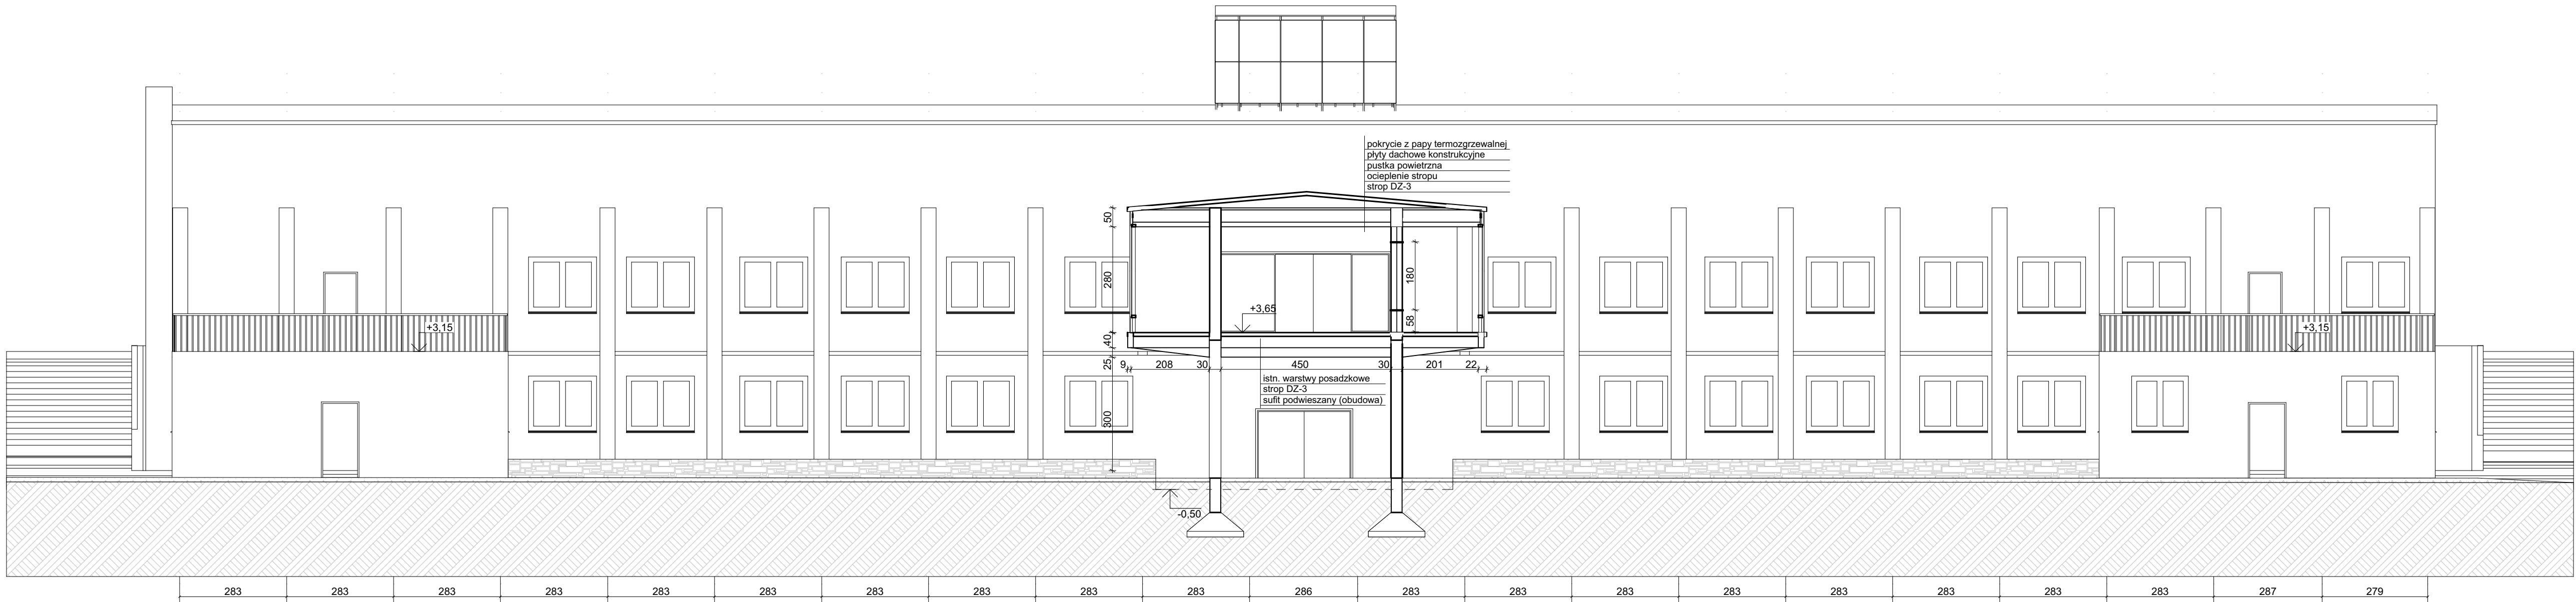 pokrycie z papy termozgrzewalnej
płyty dachowe konstrukcyjne
pustka powietrzna
ocieplenie stropu
strop DZ-3
50
280
180
+3,65
58
+3,15
+3,15
40
25
9
208
30
450
30
201
22
istn. warstwy posadzkowe
strop DZ-3
sufit podwieszany (obudowa)
300
-0,50
283 283 283 283 283 283 283 283 283 283 286 283 283 283 283 283 283 283 283 287 279